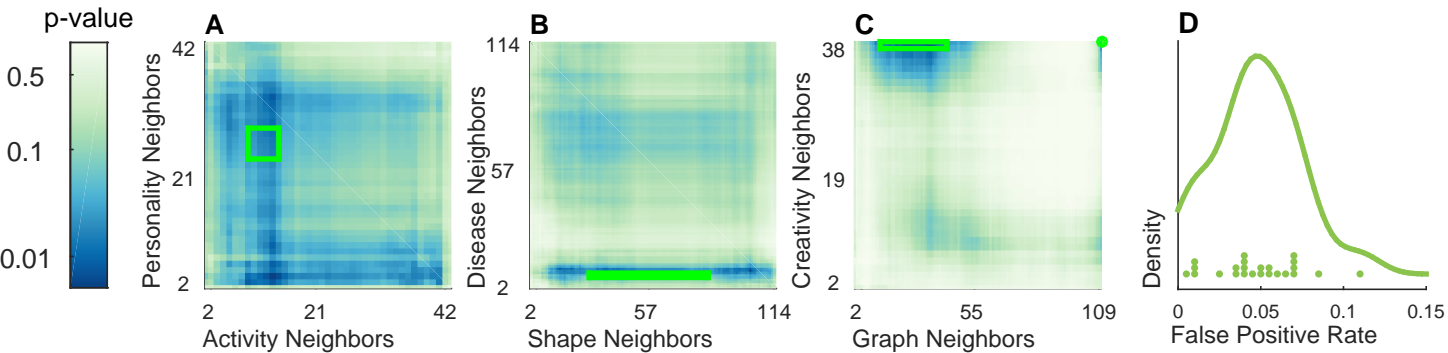 p-value
0.5
0.1
0.01
A
Personality Neighbors
42
21
2
2 21 42
Activity Neighbors
B
Disease Neighbors
114
57
2
2 57 114
Shape Neighbors
C
Creativity Neighbors
38
19
2
2 55 109
Graph Neighbors
D
Density
0 0.05 0.1 0.15
False Positive Rate